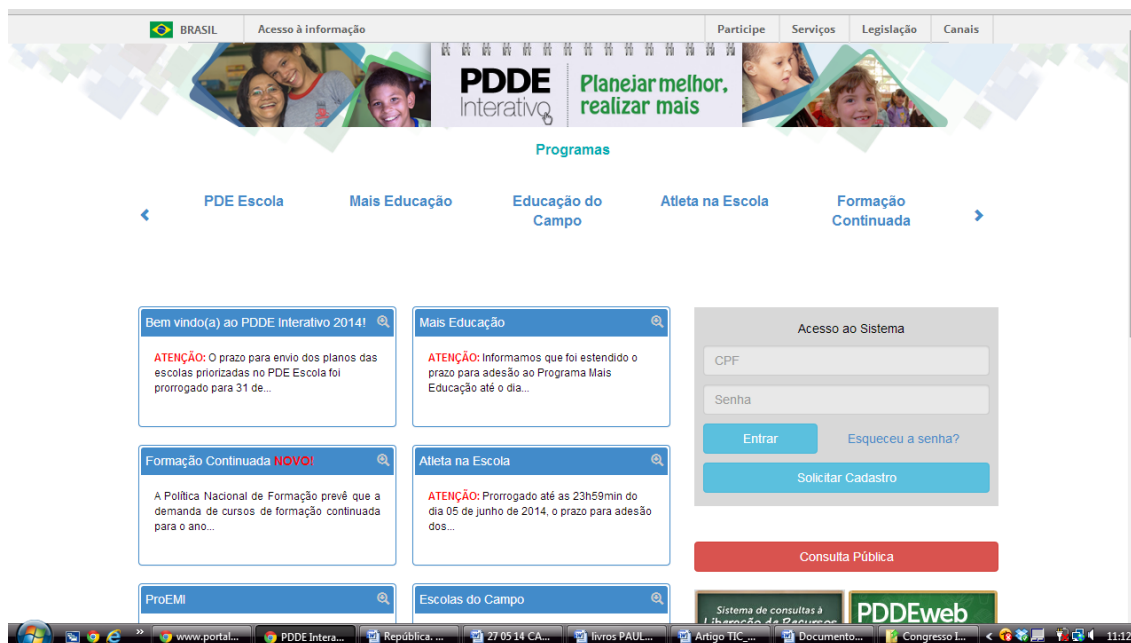 BRASIL Acesso à informação Participe Serviços Legislação Canais
PDDE
Interativo
Planejar melhor,
realizar mais
Programas
PDE Escola Mais Educação Educação do Campo Atleta na Escola Formação Continuada
Bem vindo(a) ao PDDE Interativo 2014!
ATENÇÃO: O prazo para envio dos planos das
escolas priorizadas no PDE Escola foi
prorrogado para 31 de...
Mais Educação
ATENÇÃO: Informamos que foi estendido o
prazo para adesão ao Programa Mais
Educação até o dia...
Acesso ao Sistema
CPF
Senha
Entrar Esqueceu a senha?
Solicitar Cadastro
Formação Continuada NOVO!
A Política Nacional de Formação prevê que a
demanda de cursos de formação continuada
para o ano...
Atleta na Escola
ATENÇÃO: Prorrogado até as 23h59min do
dia 05 de junho de 2014, o prazo para adesão
dos...
Consulta Pública
ProEMI
Escolas do Campo
Sistema de consultas à
Liberação de Recursos
PDDEweb
» www.portal... PDDE Intera... República. ... 27 05 14 CA... livros PAUL... Artigo TIC_... Documento... Congresso I... < 11:12